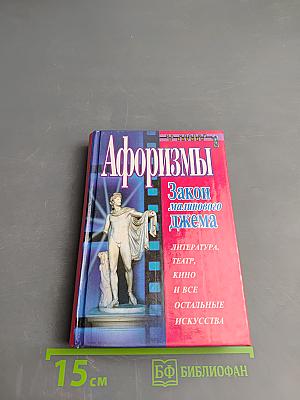 Афоризмы
Закон
малинового
джема
ЛИТЕРАТУРА,
ТЕАТР,
КИНО
И ВСЕ
ОСТАЛЬНЫЕ
ИСКУССТВА
15 см
БФ БИБЛИОФАН